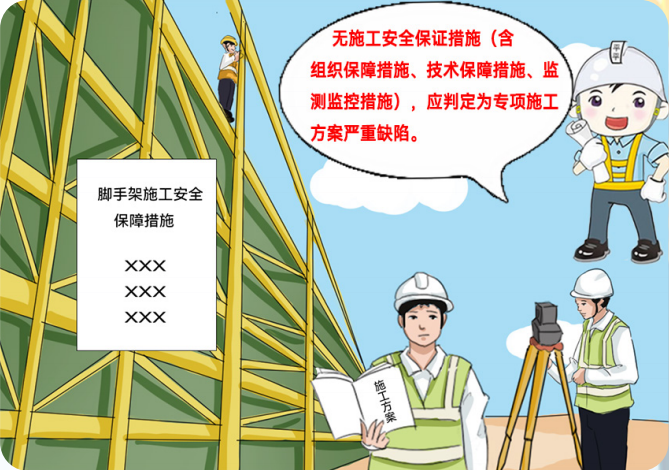 无施工安全保证措施（含
组织保障措施、技术保障措施、监
测监控措施），应判定为专项施工
方案严重缺陷。
平平
脚手架施工安全
保障措施
×××
×××
×××
施工方案